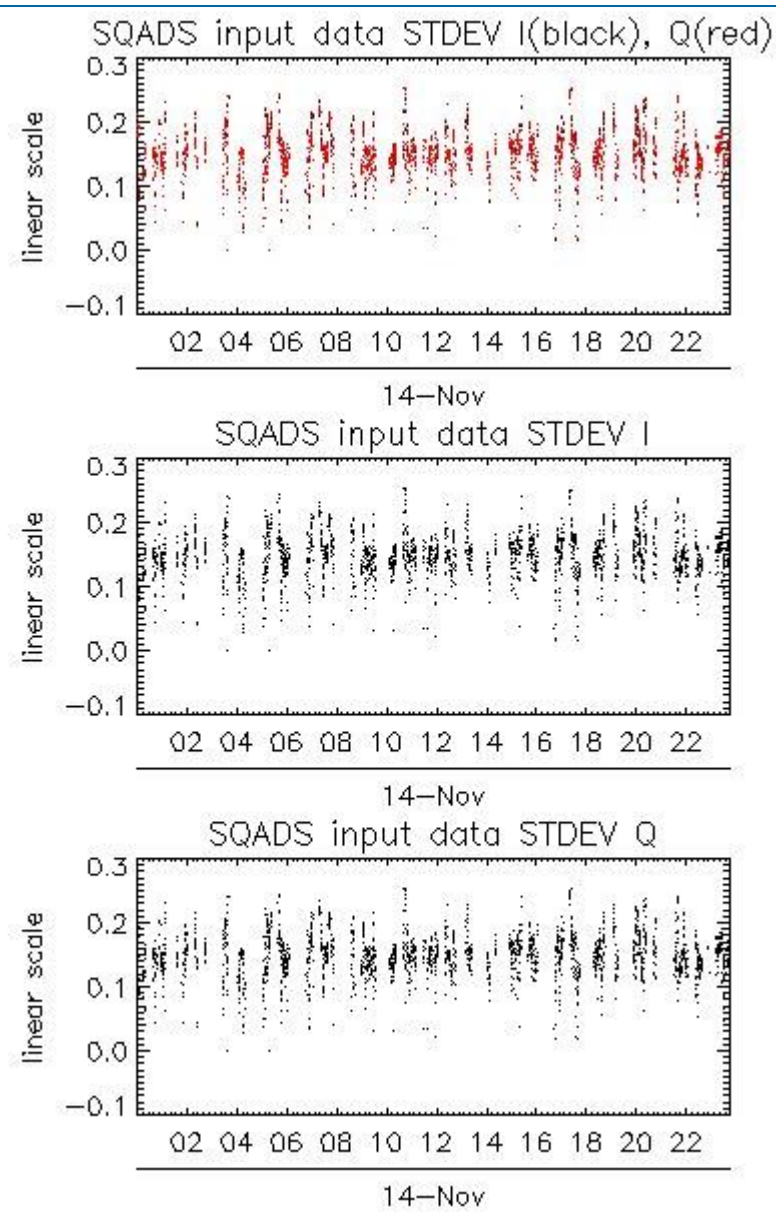 SQADS input data STDEV I(black), Q(red)
0.3
0.2
0.1
0.0
−0.1
linear scale
02 04 06 08 10 12 14 16 18 20 22
14−Nov
SQADS input data STDEV I
0.3
0.2
0.1
0.0
−0.1
linear scale
02 04 06 08 10 12 14 16 18 20 22
14−Nov
SQADS input data STDEV Q
0.3
0.2
0.1
0.0
−0.1
linear scale
02 04 06 08 10 12 14 16 18 20 22
14−Nov